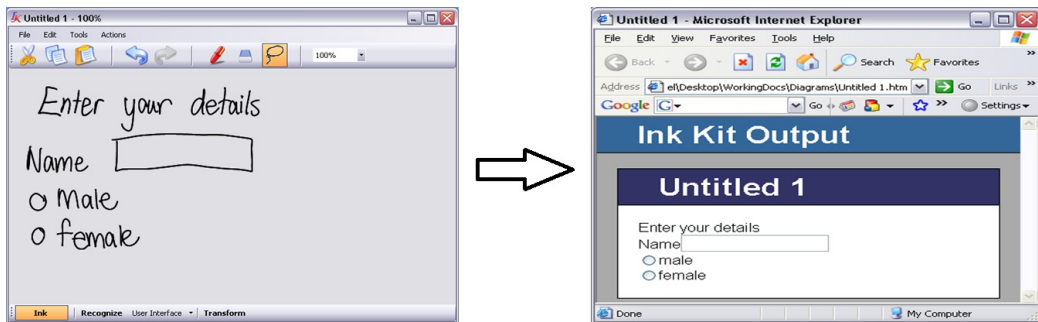 Untitled 1 - 100%
File Edit Tools Actions
100%
Enter your details
Name
Male
female
Ink Recognize User Interface Transform
Untitled 1 - Microsoft Internet Explorer
File Edit View Favorites Tools Help
Back Search Favorites
Address el\Desktop\WorkingDocs\Diagrams\Untitled 1.htm Go Links
Google G Go Settings
Ink Kit Output
Untitled 1
Enter your details
Name
male
female
Done My Computer